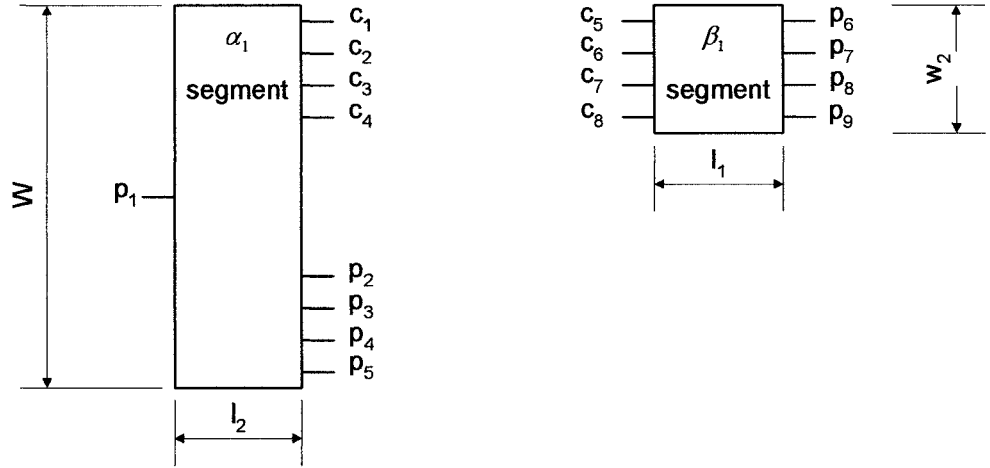 α₁
segment
c₁
c₂
c₃
c₄
p₁
p₂
p₃
p₄
p₅
W
l₂
c₅
c₆
c₇
c₈
β₁
segment
p₆
p₇
p₈
p₉
w₂
l₁